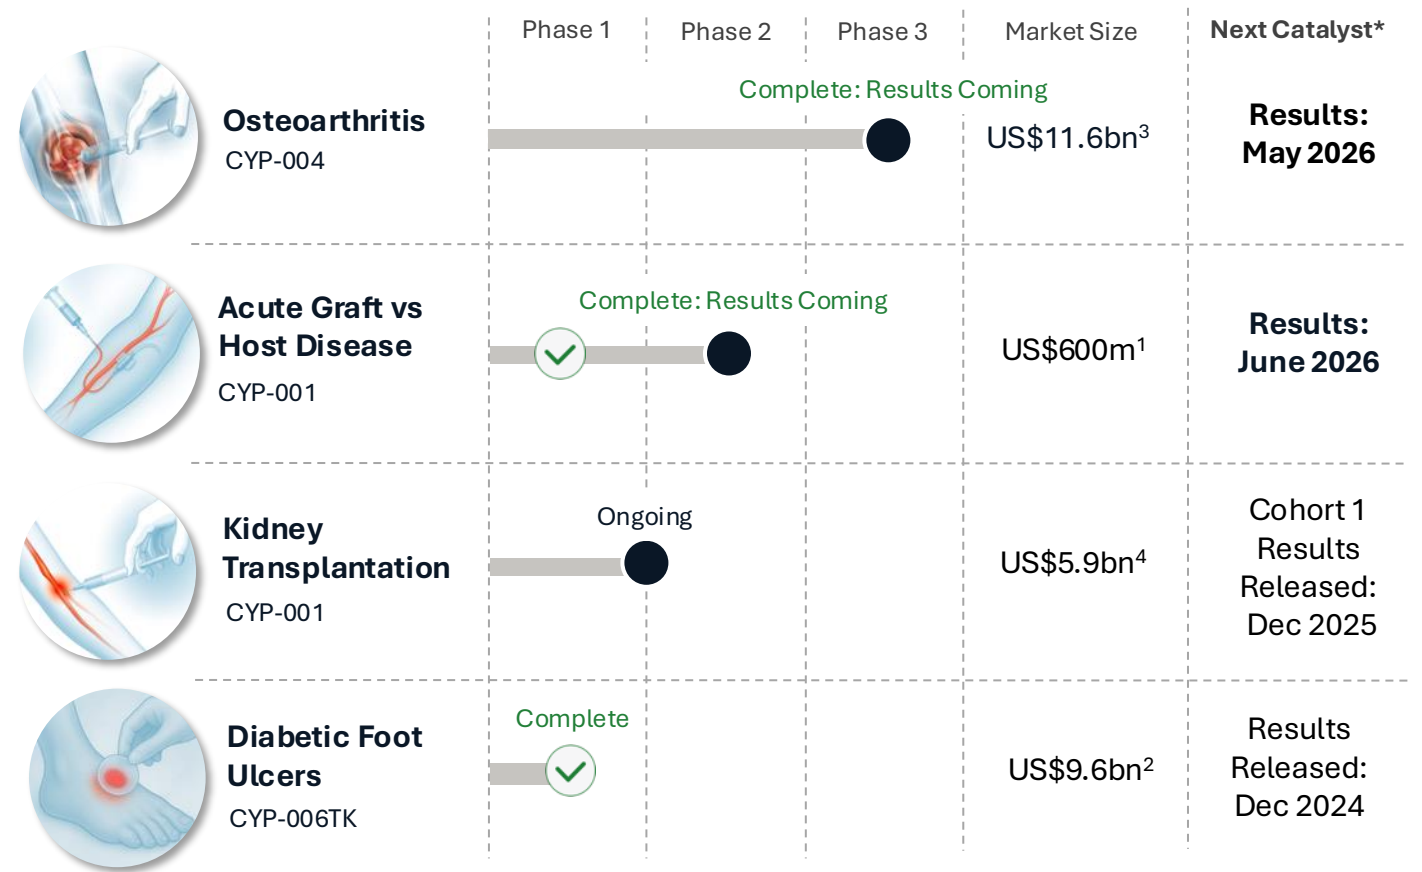 Phase 1
Phase 2
Phase 3
Market Size
Next Catalyst*
Osteoarthritis
CYP-004
Complete: Results Coming
US$11.6bn³
Results:
May 2026
Acute Graft vs
Host Disease
CYP-001
Complete: Results Coming
US$600m¹
Results:
June 2026
Kidney
Transplantation
CYP-001
Ongoing
US$5.9bn⁴
Cohort 1
Results
Released:
Dec 2025
Diabetic Foot
Ulcers
CYP-006TK
Complete
US$9.6bn²
Results
Released:
Dec 2024